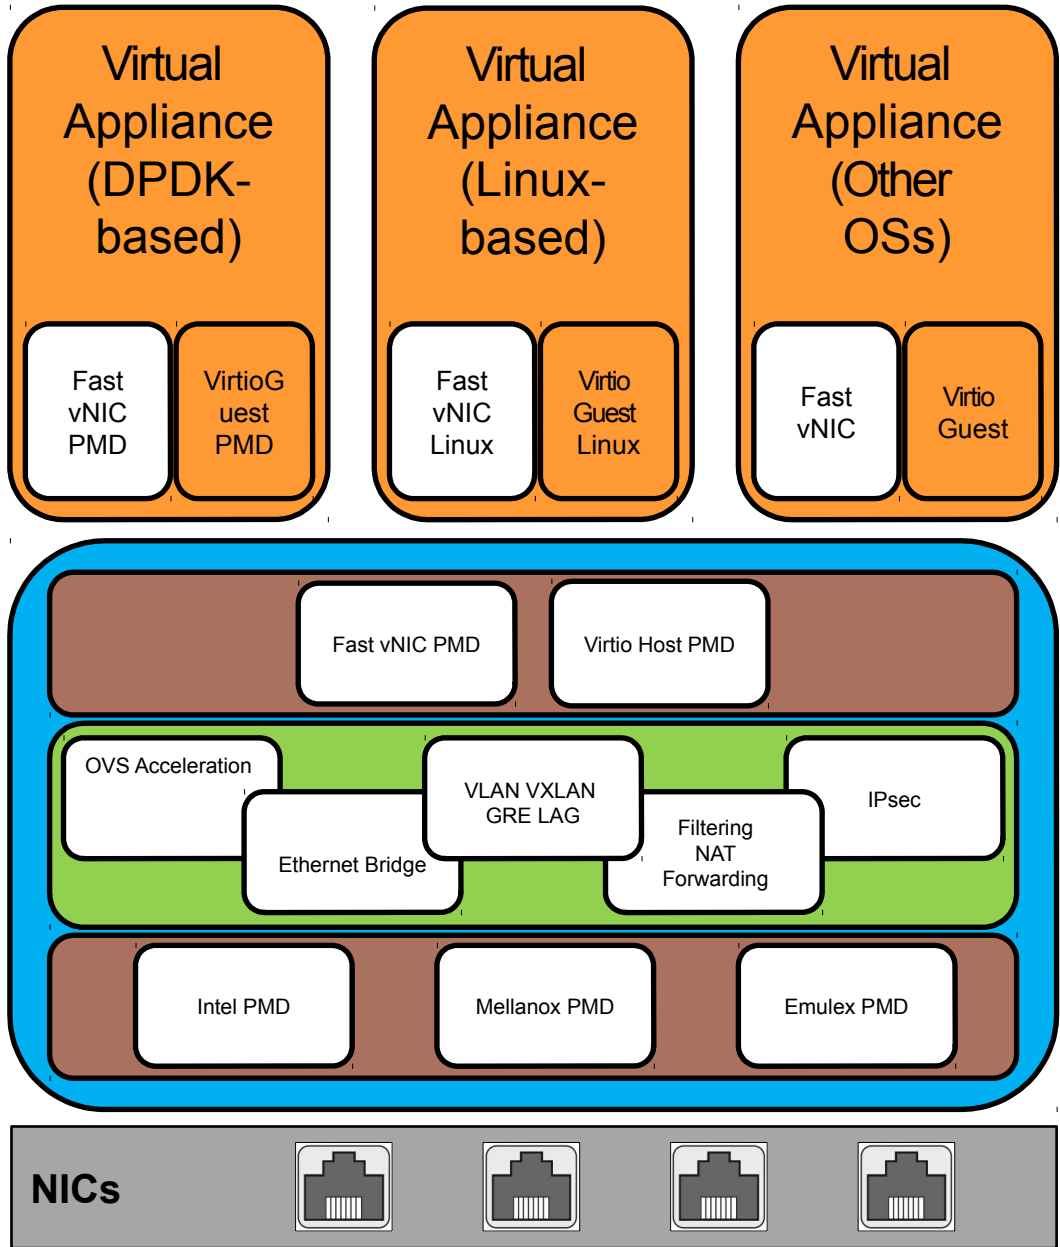 Virtual
Appliance
(DPDK-
based)
Fast
vNIC
PMD
VirtioG
uest
PMD
Virtual
Appliance
(Linux-
based)
Fast
vNIC
Linux
Virtio
Guest
Linux
Virtual
Appliance
(Other
OSs)
Fast
vNIC
Virtio
Guest
Fast vNIC PMD
Virtio Host PMD
OVS Acceleration
Ethernet Bridge
VLAN VXLAN
GRE LAG
Filtering
NAT
Forwarding
IPsec
Intel PMD
Mellanox PMD
Emulex PMD
NICs